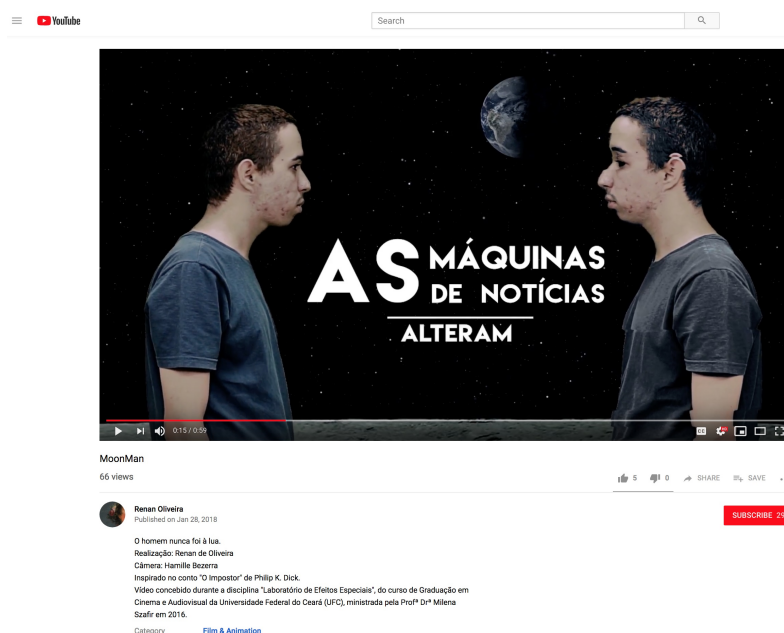 YouTube
Search
AS MÁQUINAS
DE NOTÍCIAS
ALTERAM
0:15 / 0:59
MoonMan
66 views
5 0 SHARE SAVE
Renan Oliveira
Published on Jan 28, 2018
SUBSCRIBE 29
O homem nunca foi à lua.
Realização: Renan de Oliveira
Câmera: Hamille Bezerra
Inspirado no conto "O Impostor" de Philip K. Dick.
Vídeo concebido durante a disciplina "Laboratório de Efeitos Especiais", do curso de Graduação em
Cinema e Audiovisual da Universidade Federal do Ceará (UFC), ministrada pela Profª Drª Milena
Szafir em 2016.
Category Film & Animation